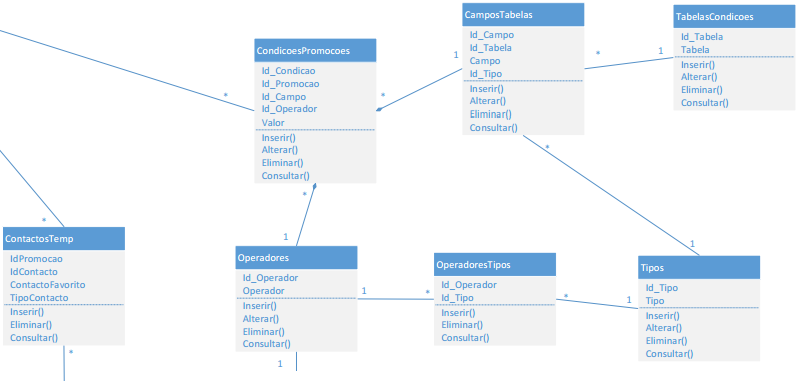 CamposTabelas
Id_Campo
Id_Tabela
Campo
Id_Tipo
Inserir()
Alterar()
Eliminar()
Consultar()
TabelasCondicoes
Id_Tabela
Tabela
Inserir()
Alterar()
Eliminar()
Consultar()
CondicoesPromocoes
Id_Condicao
Id_Promocao
Id_Campo
Id_Operador
Valor
Inserir()
Alterar()
Eliminar()
Consultar()
1
*
*
1
*
*
*
1
1
*
ContactosTemp
IdPromocao
IdContacto
ContactoFavorito
TipoContacto
Inserir()
Eliminar()
Consultar()
*
Operadores
Id_Operador
Operador
Inserir()
Alterar()
Eliminar()
Consultar()
1
1
*
OperadoresTipos
Id_Operador
Id_Tipo
Inserir()
Eliminar()
Consultar()
*
1
Tipos
Id_Tipo
Tipo
Inserir()
Alterar()
Eliminar()
Consultar()